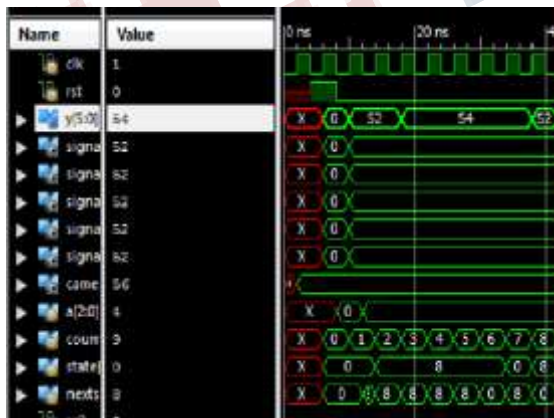 Name Value 0 ns 20 ns
clk 1
rst 0
y[5:0] 54 X 0 52 54 52
signa 52 X 0
signa 52 X 0
signa 52 X 0
signa 52 X 0
signa 52 X 0
came 56
a[2:0] 4 X 0
coun 9 X 0 1 2 3 4 5 6 7 8
state[ 0 X 0 8 0 8
nexts 8 X 0 8 8 8 8 0 8 0